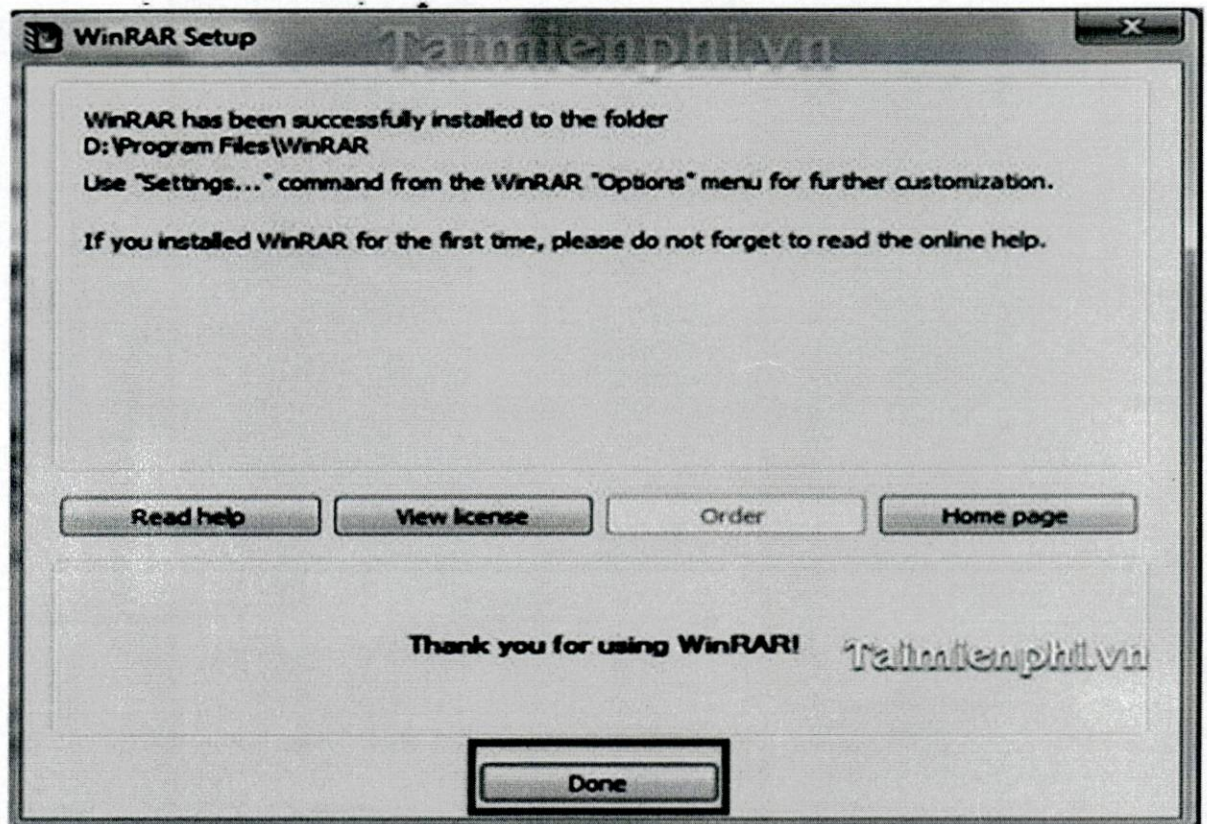 WinRAR Setup
Taimienphi.vn
WinRAR has been successfully installed to the folder
D:\Program Files\WinRAR
Use "Settings..." command from the WinRAR "Options" menu for further customization.
If you installed WinRAR for the first time, please do not forget to read the online help.
Read help
View license
Order
Home page
Thank you for using WinRAR!
Taimienphi.vn
Done